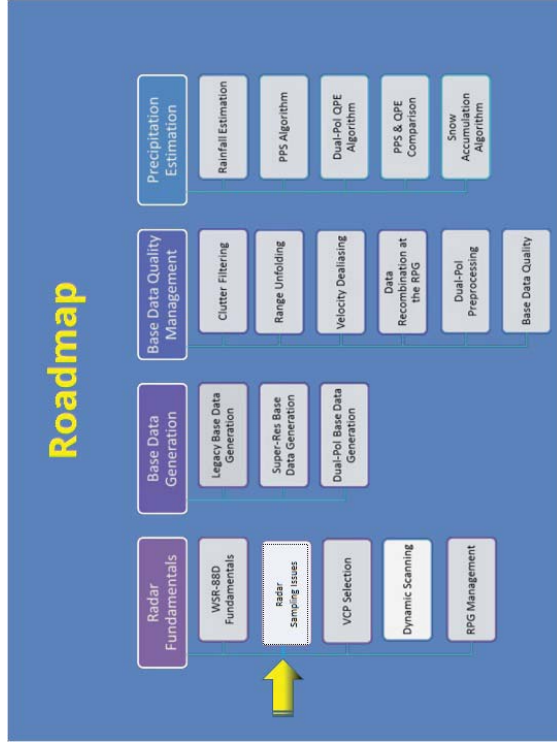 Roadmap
Radar
Fundamentals
WSR-88D
Fundamentals
Radar
Sampling Issues
VCP Selection
Dynamic Scanning
RPG Management
Base Data
Generation
Legacy Base Data
Generation
Super-Res Base
Data Generation
Dual-Pol Base Data
Generation
Base Data Quality
Management
Clutter Filtering
Range Unfolding
Velocity Dealiasing
Data
Recombination at
the RPG
Dual-Pol
Preprocessing
Base Data Quality
Precipitation
Estimation
Rainfall Estimation
PPS Algorithm
Dual-Pol QPE
Algorithm
PPS & QPE
Comparison
Snow
Accumulation
Algorithm